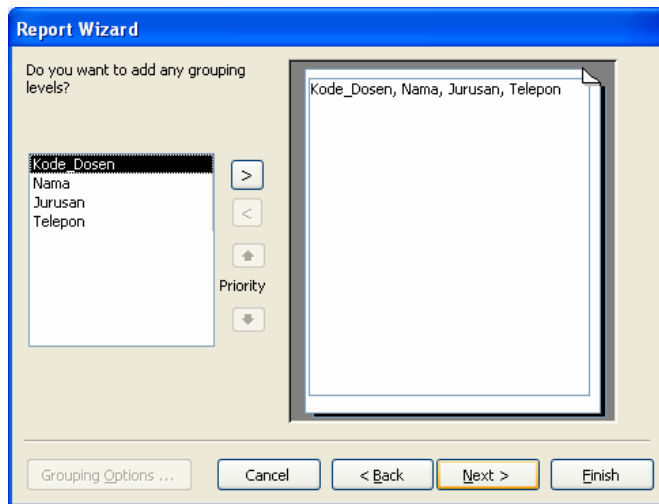 Report Wizard
Do you want to add any grouping
levels?
Kode_Dosen, Nama, Jurusan, Telepon
Kode_Dosen
Nama
Jurusan
Telepon
>
<
Priority
Grouping Options ...
Cancel
< Back
Next >
Finish